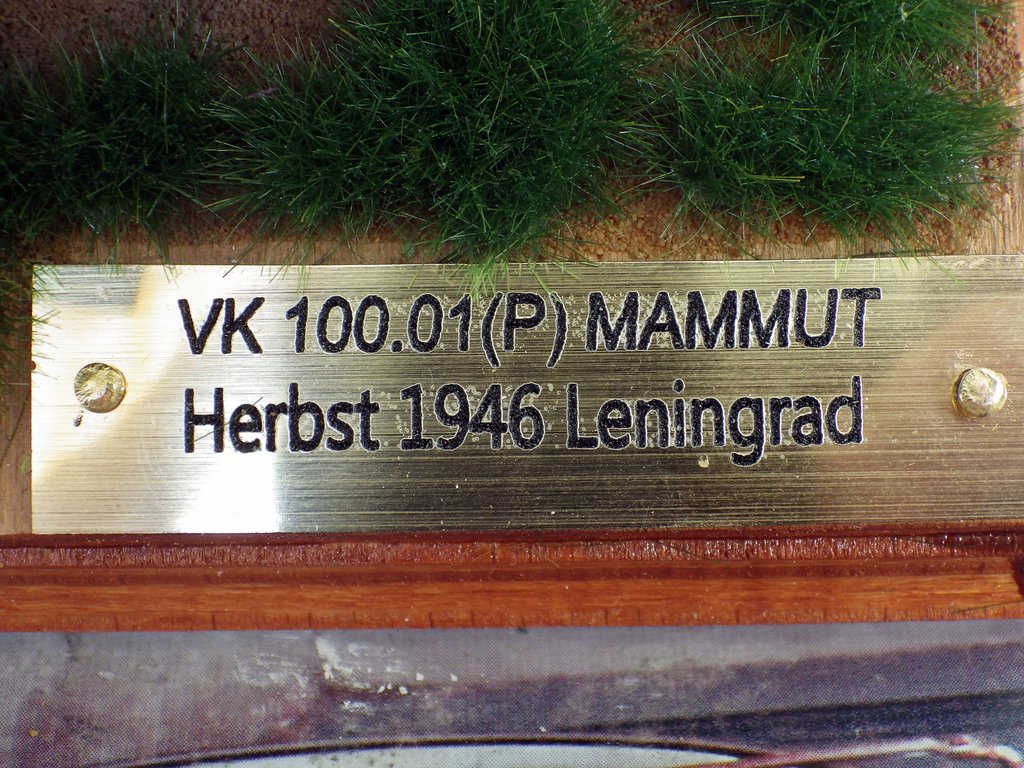 VK 100.01(P) MAMMUT
Herbst 1946 Leningrad